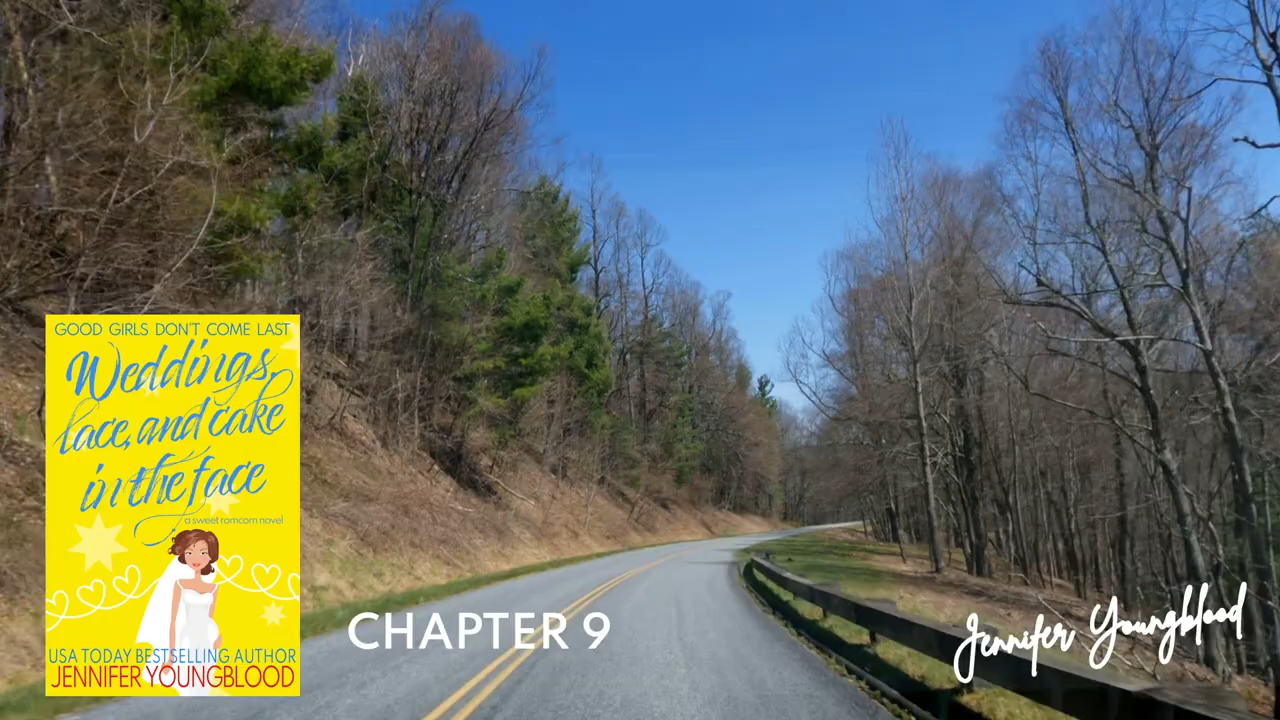 GOOD GIRLS DON'T COME LAST
Weddings,
lace, and cake
in the face
a sweet romcom novel
USA TODAY BESTSELLING AUTHOR
JENNIFER YOUNGBLOOD
CHAPTER 9
Jennifer Youngblood